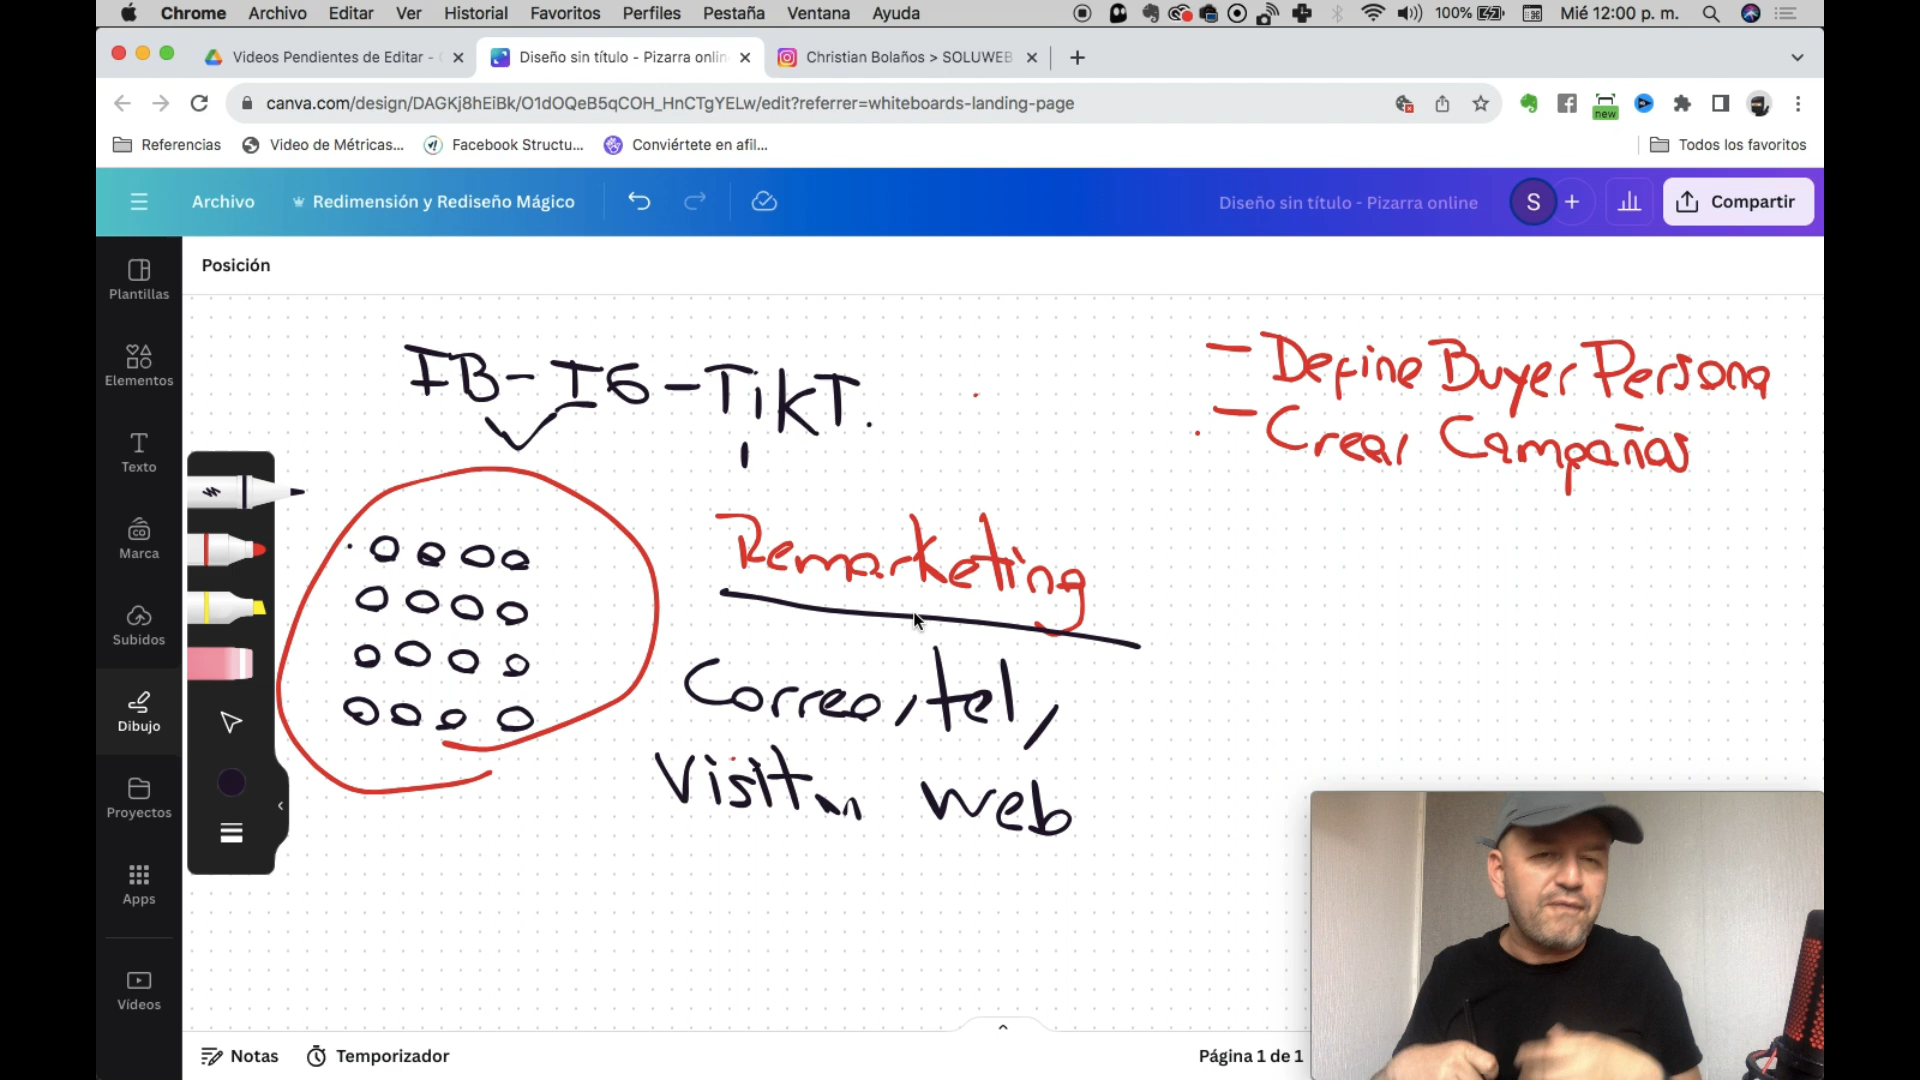 Chrome Archivo Editar Ver Historial Favoritos Perfiles Pestaña Ventana Ayuda 100% Mié 12:00 p. m.
Videos Pendientes de Editar - Diseño sin título - Pizarra onlin Christian Bolaños > SOLUWEB
canva.com/design/DAGKj8hEiBk/O1dOQeB5qCOH_HnCTgYELw/edit?referrer=whiteboards-landing-page
new
Referencias Video de Métricas... Facebook Structu... Conviértete en afil... Todos los favoritos
Archivo Redimensión y Rediseño Mágico Diseño sin título - Pizarra online S + Compartir
Posición
Plantillas
Elementos
Texto
Marca
Subidos
Dibujo
Proyectos
Apps
Vídeos
FB - IG - TikT.
- Define Buyer Persona
- Crear Campañas
Remarketing
Correo, tel,
Visit web
Notas Temporizador Página 1 de 1